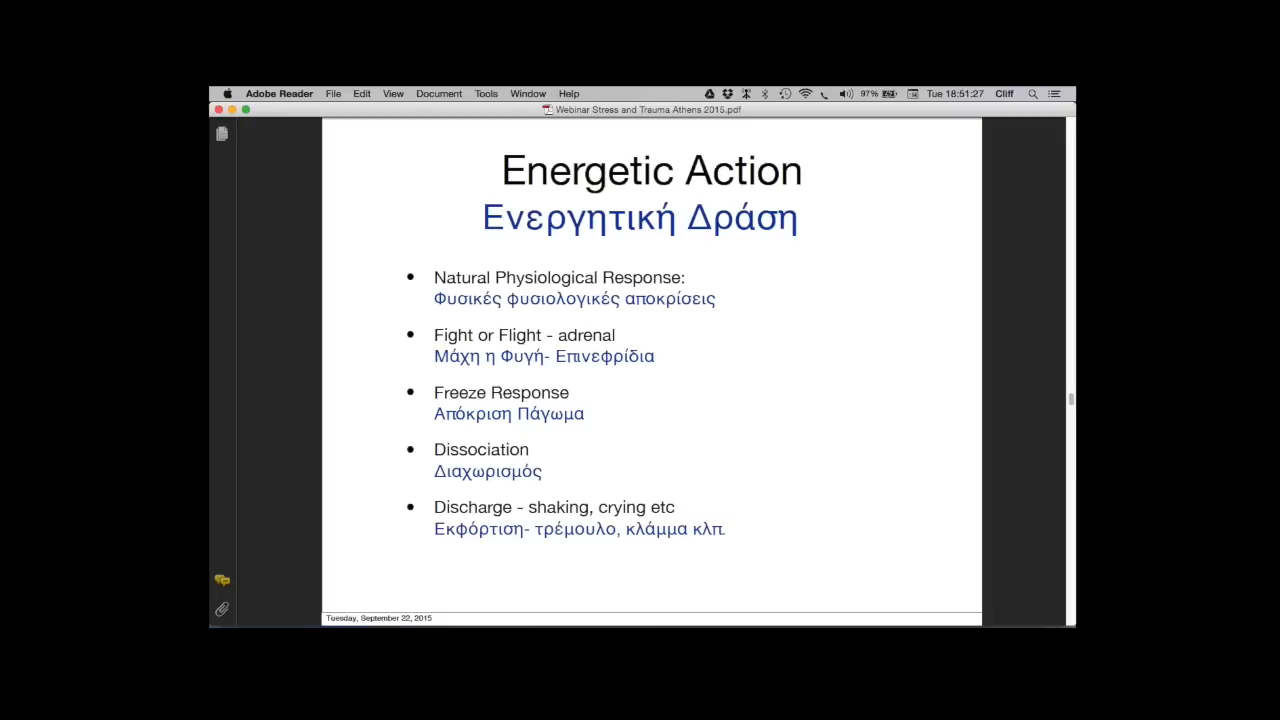 Adobe Reader File Edit View Document Tools Window Help 97% Tue 18:51:27 Cliff
Webinar Stress and Trauma Athens 2015.pdf
Energetic Action
Ενεργητική Δράση
• Natural Physiological Response:
Φυσικές φυσιολογικές αποκρίσεις
• Fight or Flight - adrenal
Μάχη η Φυγή- Επινεφρίδια
• Freeze Response
Απόκριση Πάγωμα
• Dissociation
Διαχωρισμός
• Discharge - shaking, crying etc
Εκφόρτιση- τρέμουλο, κλάμμα κλπ.
Tuesday, September 22, 2015